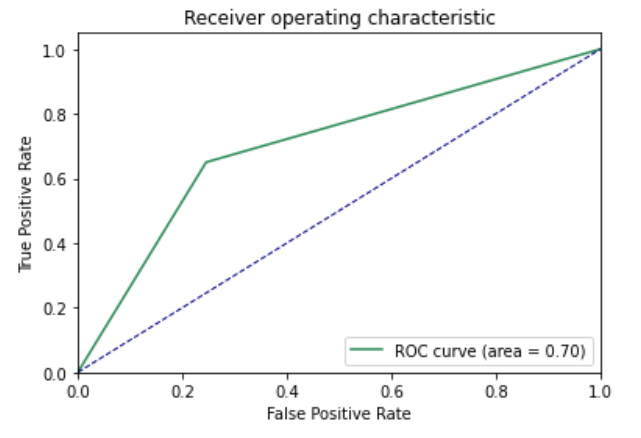 Receiver operating characteristic
True Positive Rate
1.0
0.8
0.6
0.4
0.2
0.0
ROC curve (area = 0.70)
0.0 0.2 0.4 0.6 0.8 1.0
False Positive Rate